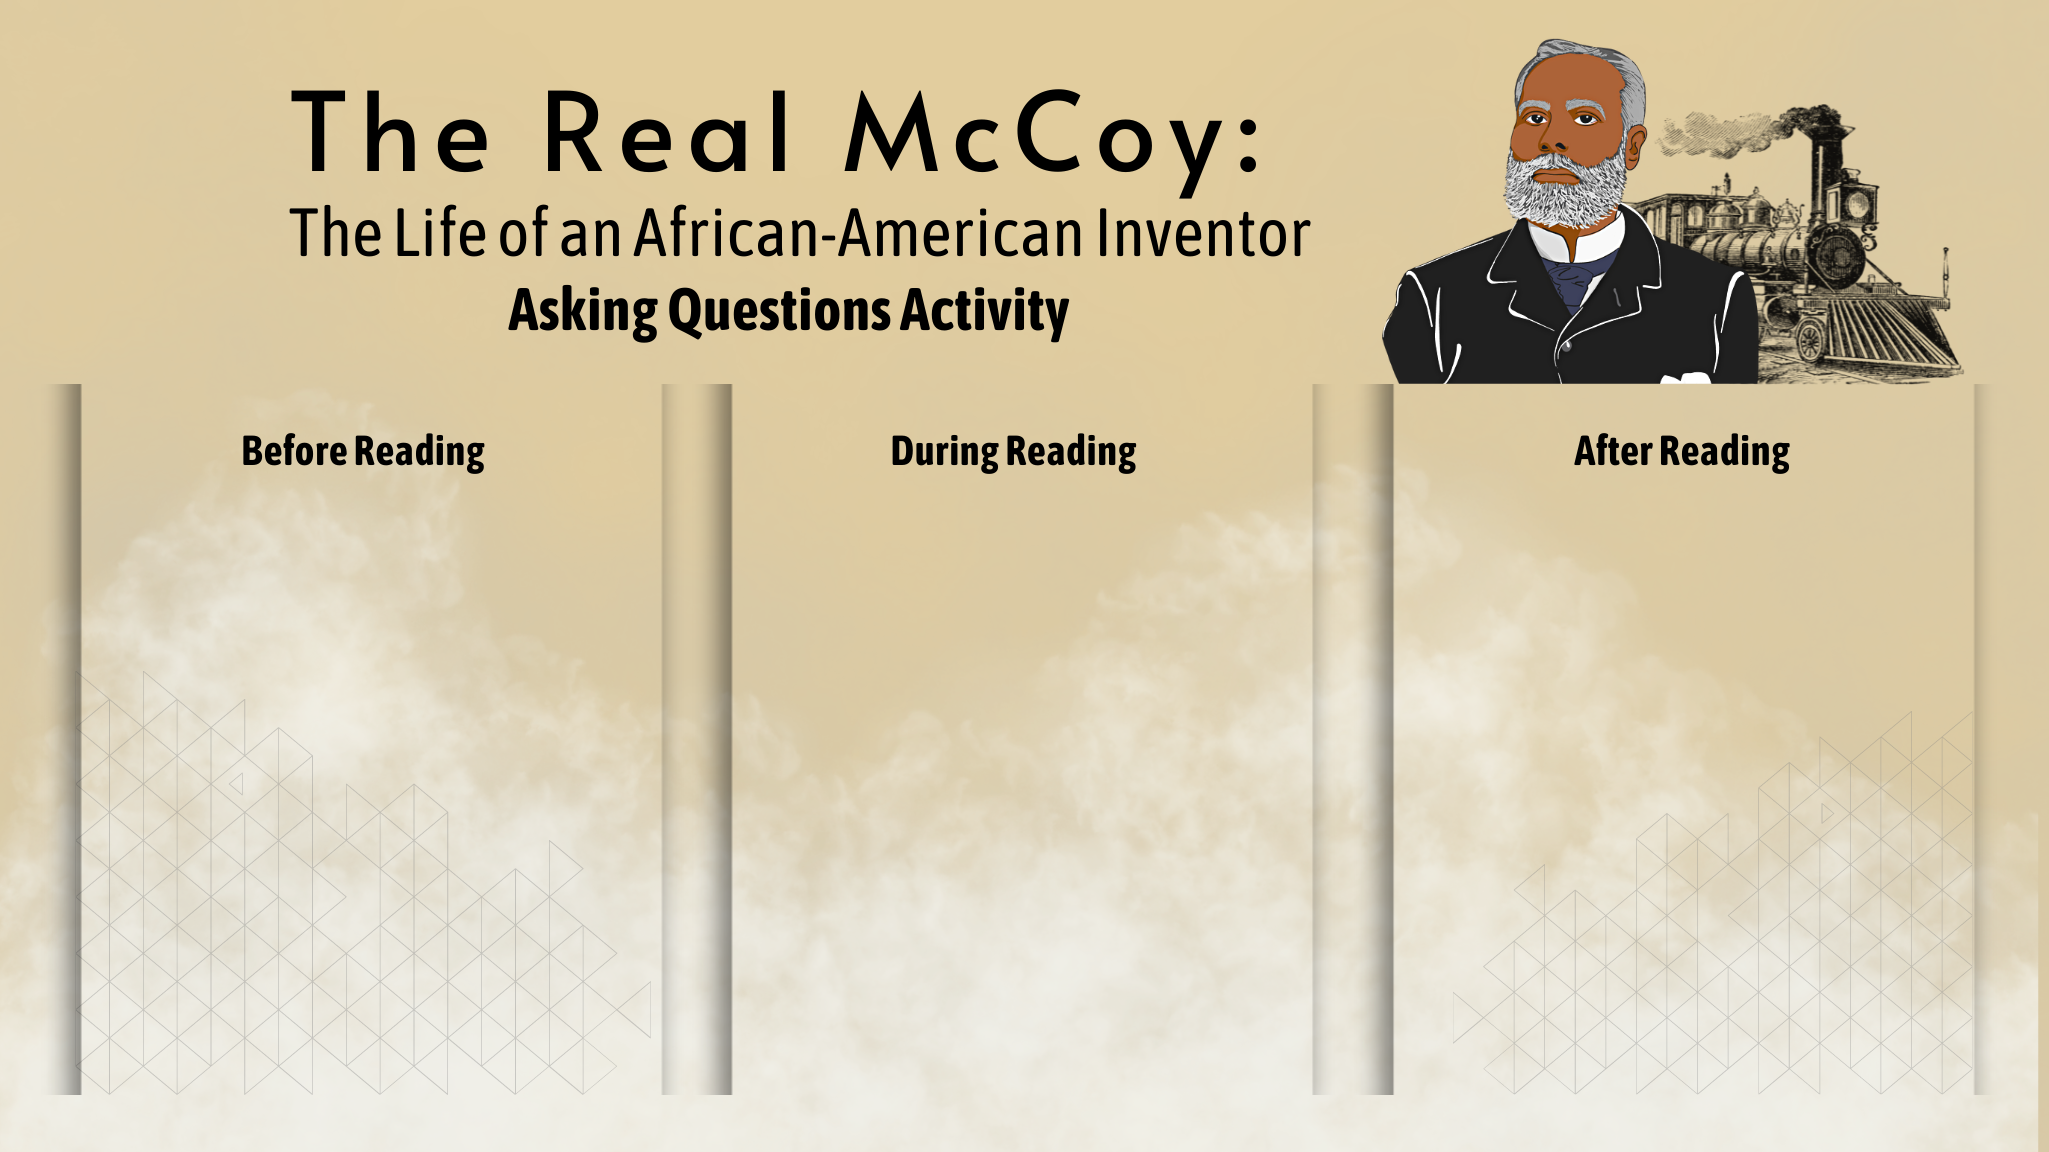 The Real McCoy:
The Life of an African-American Inventor
Asking Questions Activity
Before Reading
During Reading
After Reading